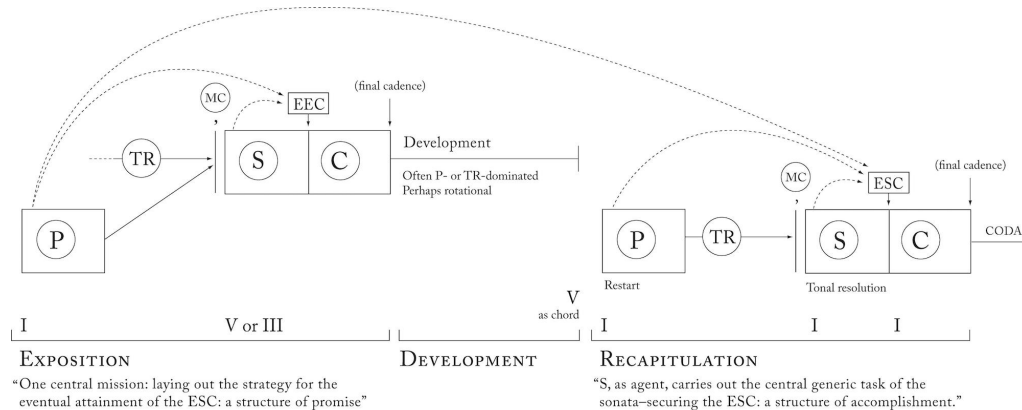 (final cadence)
MC
EEC
,
Development
TR
S
C
(final cadence)
Often P- or TR-dominated
Perhaps rotational
MC
ESC
,
P
P
TR
S
C
CODA
Restart
Tonal resolution
V
as chord
I
V or III
I
I
I
EXPOSITION
DEVELOPMENT
RECAPITULATION
“One central mission: laying out the strategy for the
eventual attainment of the ESC: a structure of promise”
“S, as agent, carries out the central generic task of the
sonata–securing the ESC: a structure of accomplishment.”